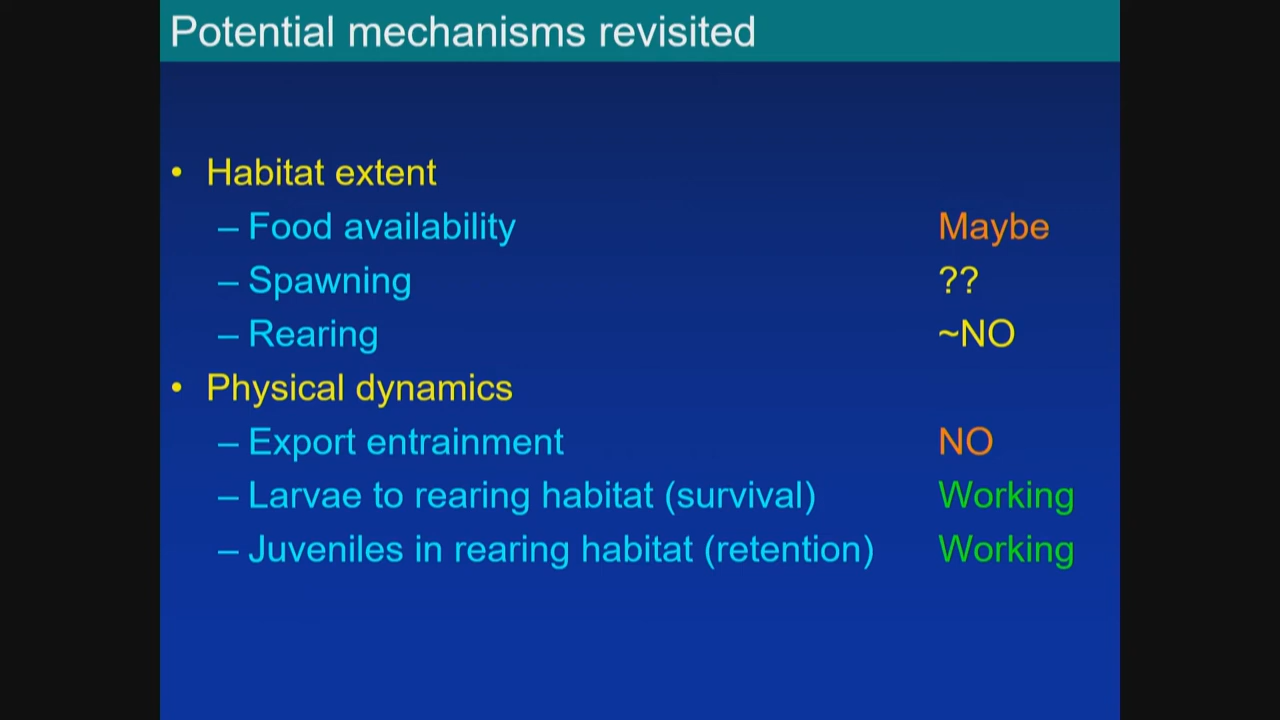 Potential mechanisms revisited
• Habitat extent
– Food availability Maybe
– Spawning ??
– Rearing ~NO
• Physical dynamics
– Export entrainment NO
– Larvae to rearing habitat (survival) Working
– Juveniles in rearing habitat (retention) Working